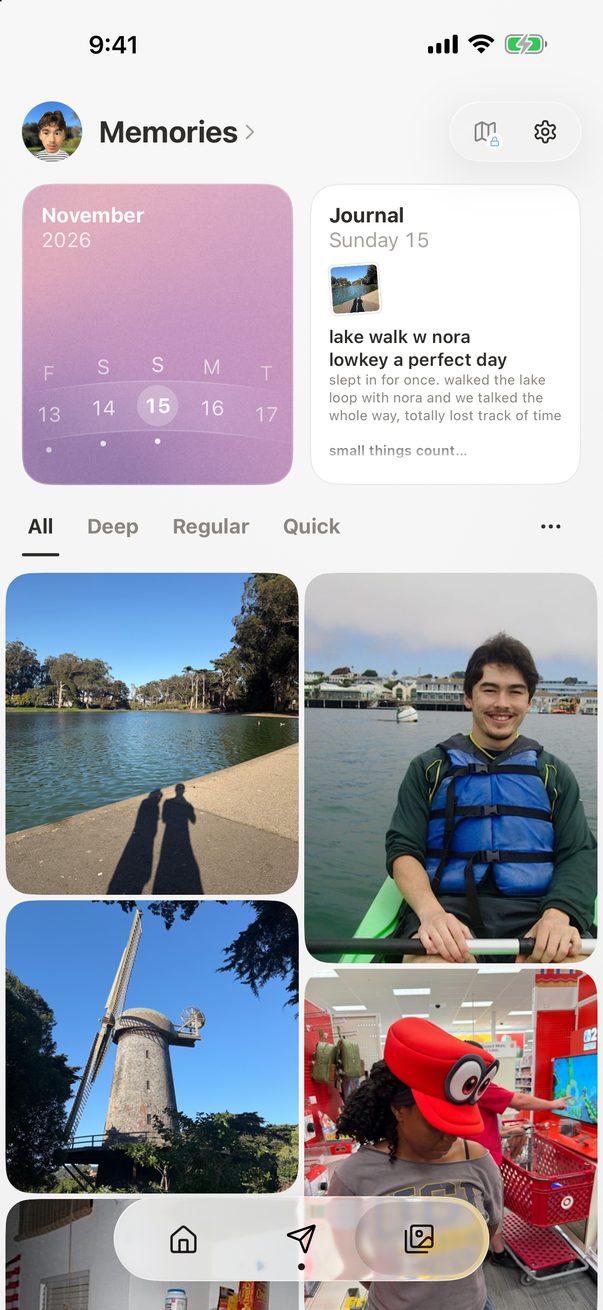 9:41
Memories
November
2026
F S S M T
13 14 15 16 17
Journal
Sunday 15
lake walk w nora
lowkey a perfect day
slept in for once. walked the lake
loop with nora and we talked the
whole way, totally lost track of time
small things count...
All Deep Regular Quick